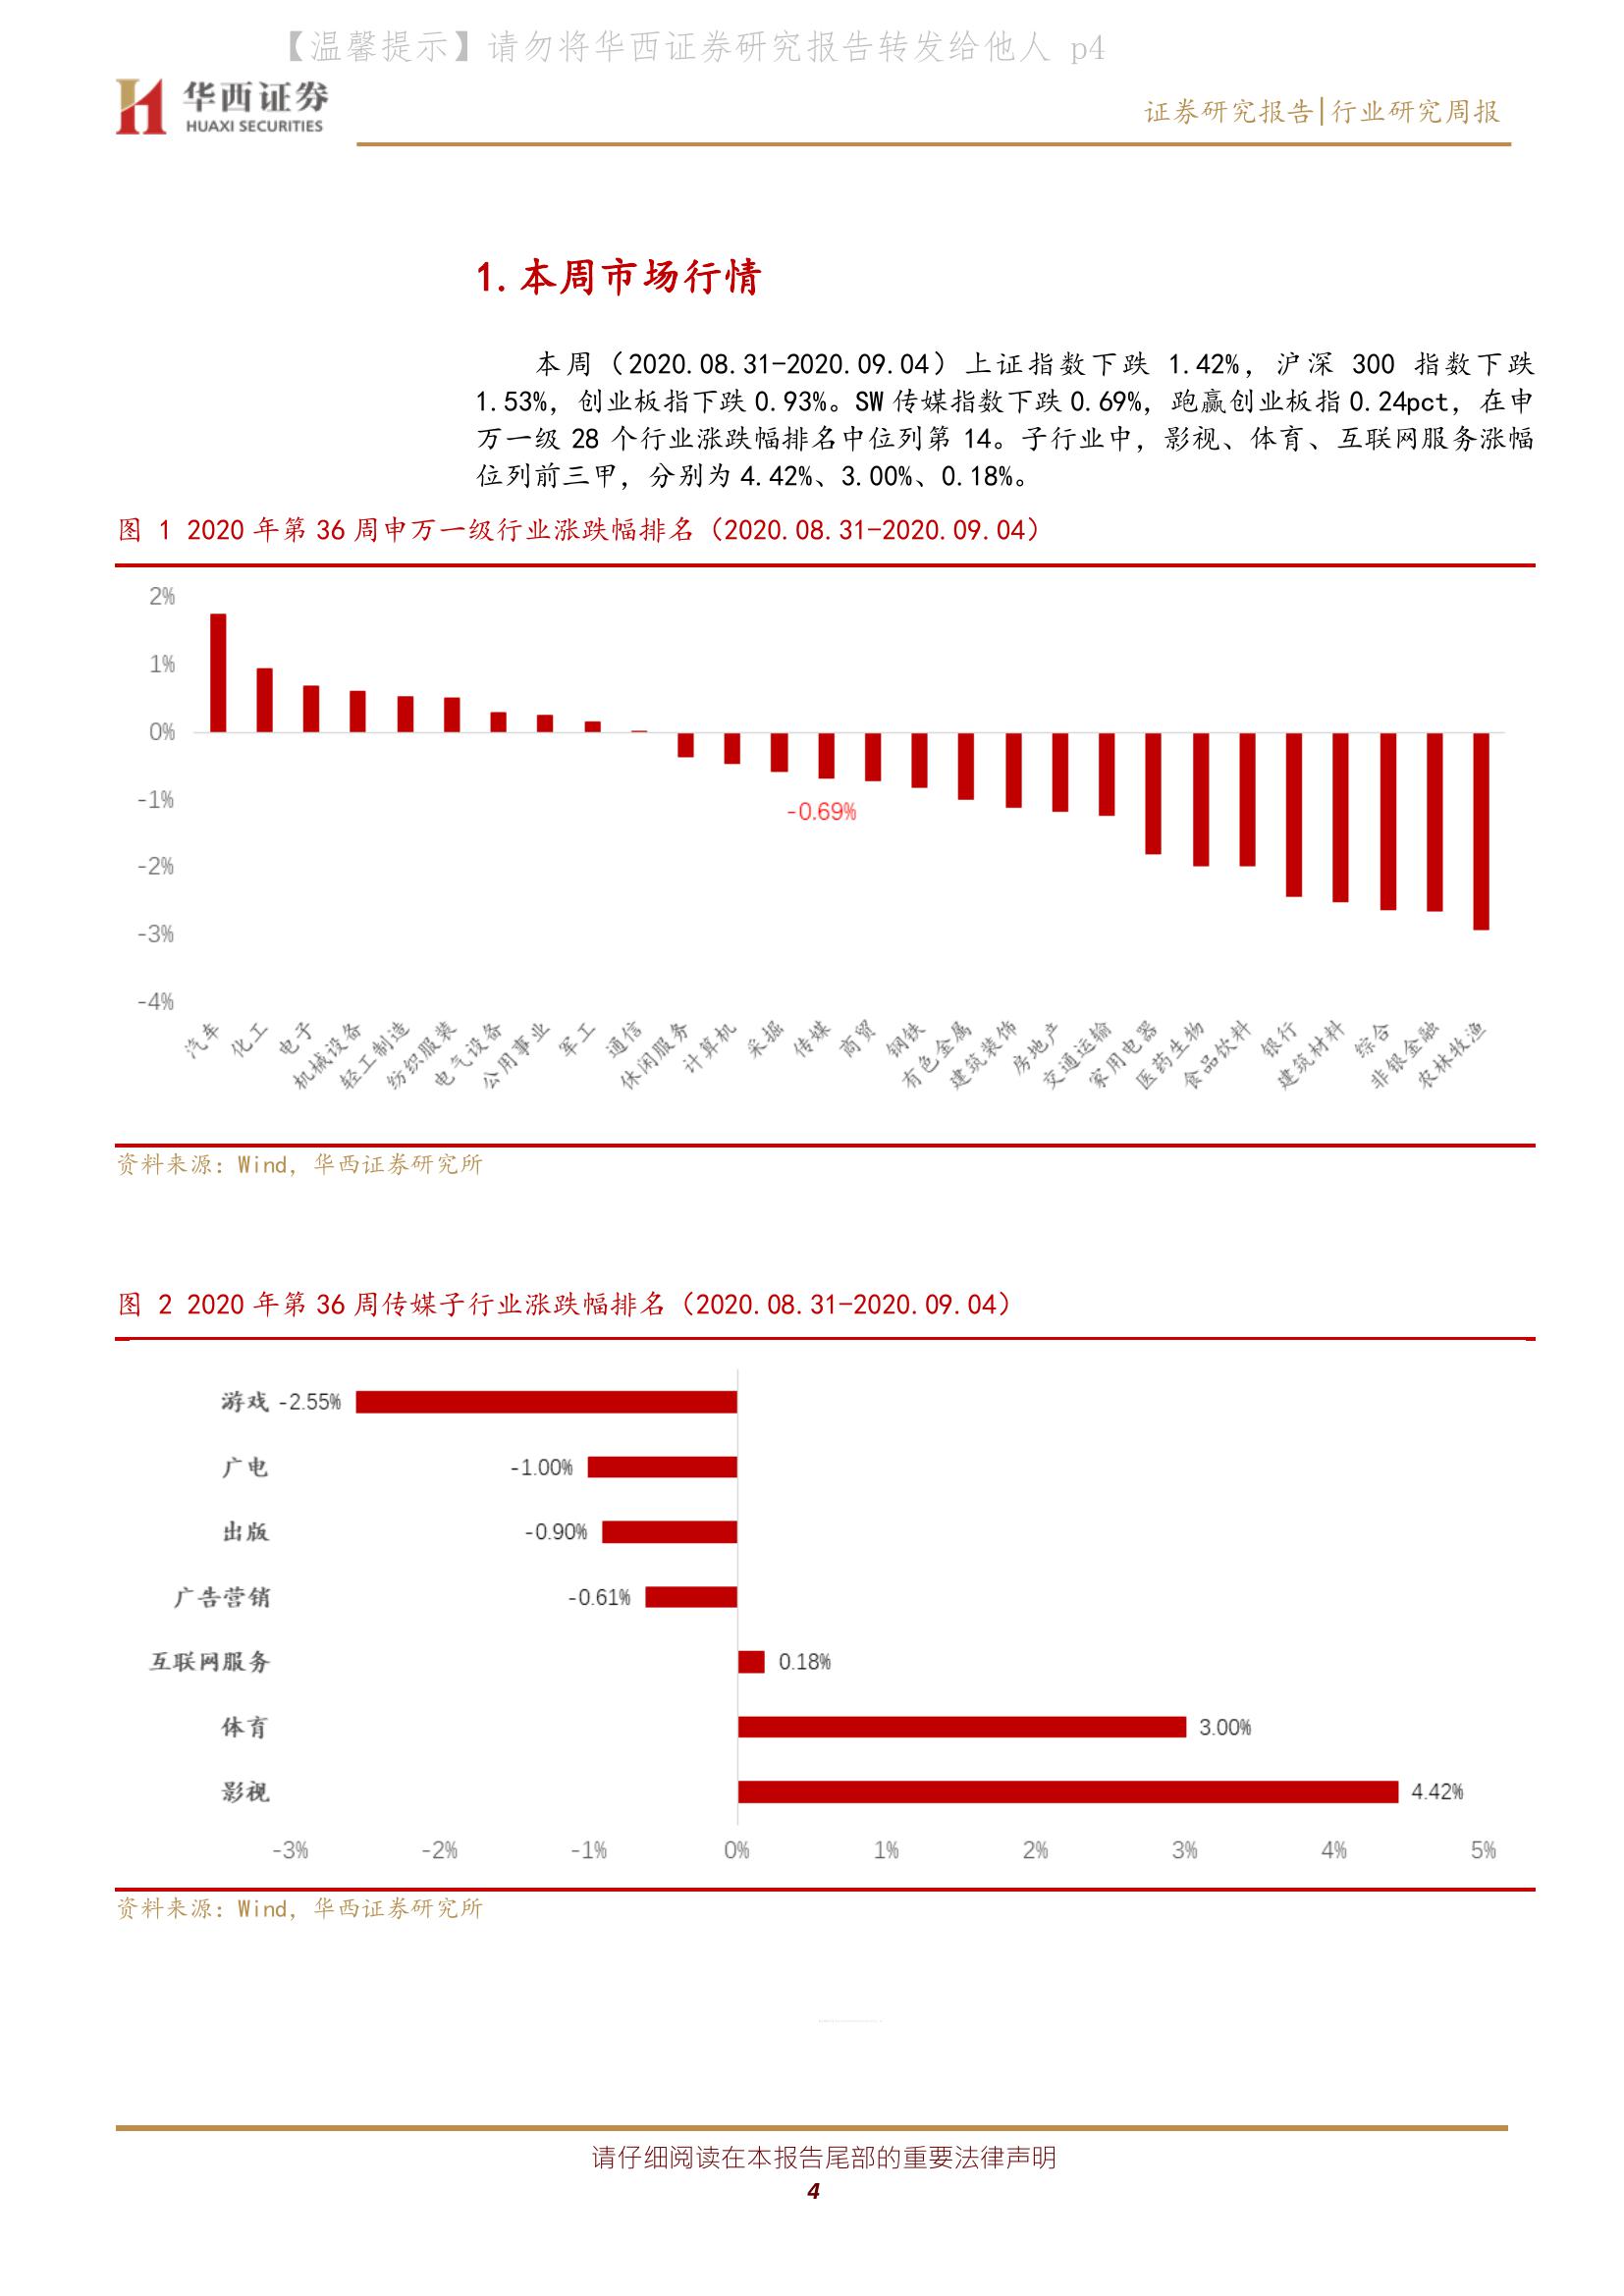 【温馨提示】请勿将华西证券研究报告转发给他人 p4
华西证券
HUAXI SECURITIES
证券研究报告|行业研究周报
1.本周市场行情
本周（2020.08.31-2020.09.04）上证指数下跌 1.42%，沪深 300 指数下跌
1.53%，创业板指下跌 0.93%。SW 传媒指数下跌 0.69%，跑赢创业板指 0.24pct，在申
万一级 28 个行业涨跌幅排名中位列第 14。子行业中，影视、体育、互联网服务涨幅
位列前三甲，分别为 4.42%、3.00%、0.18%。
图 1 2020 年第 36 周申万一级行业涨跌幅排名（2020.08.31-2020.09.04）
2%
1%
0%
-1%
-0.69%
-2%
-3%
-4%
汽车
化工
电子
机械设备
轻工制造
纺织服装
电气设备
公用事业
军工
通信
休闲服务
计算机
采掘
传媒
商贸
钢铁
有色金属
建筑装饰
房地产
交通运输
家用电器
医药生物
食品饮料
银行
建筑材料
综合
非银金融
农林牧渔
资料来源：Wind，华西证券研究所
图 2 2020 年第 36 周传媒子行业涨跌幅排名（2020.08.31-2020.09.04）
游戏 -2.55%
广电 -1.00%
出版 -0.90%
广告营销 -0.61%
互联网服务 0.18%
体育 3.00%
影视 4.42%
-3% -2% -1% 0% 1% 2% 3% 4% 5%
资料来源：Wind，华西证券研究所
请仔细阅读在本报告尾部的重要法律声明
4